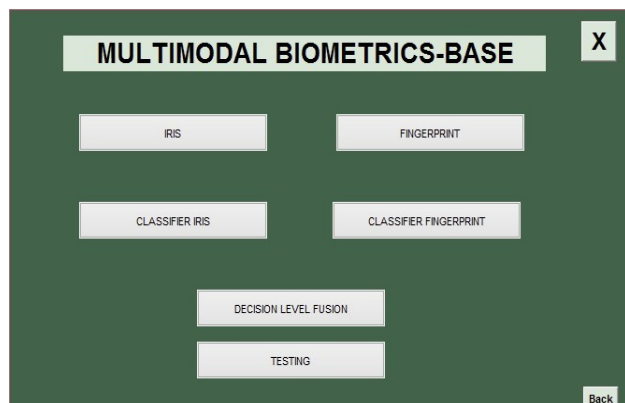 MULTIMODAL BIOMETRICS-BASE
X
IRIS
FINGERPRINT
CLASSIFIER IRIS
CLASSIFIER FINGERPRINT
DECISION LEVEL FUSION
TESTING
Back